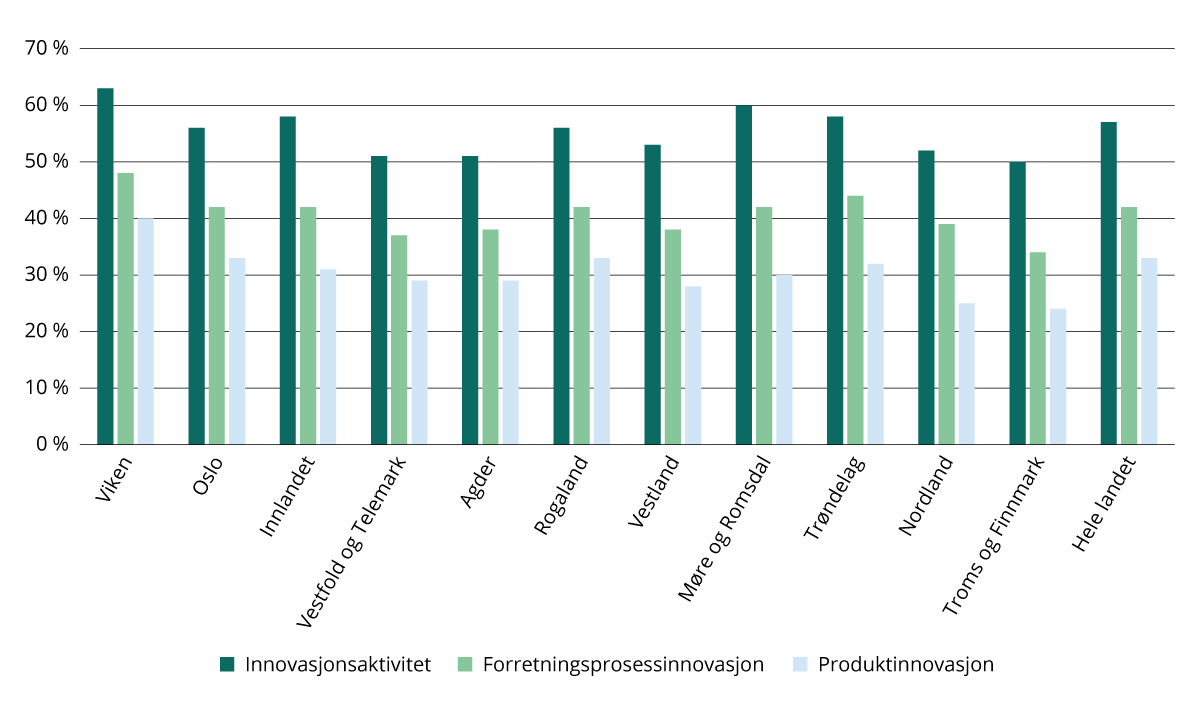 70 %
60 %
50 %
40 %
30 %
20 %
10 %
0 %
Viken
Oslo
Innlandet
Vestfold og Telemark
Agder
Rogaland
Vestland
Møre og Romsdal
Trøndelag
Nordland
Troms og Finnmark
Hele landet
Innovasjonsaktivitet Forretningsprosessinnovasjon Produktinnovasjon